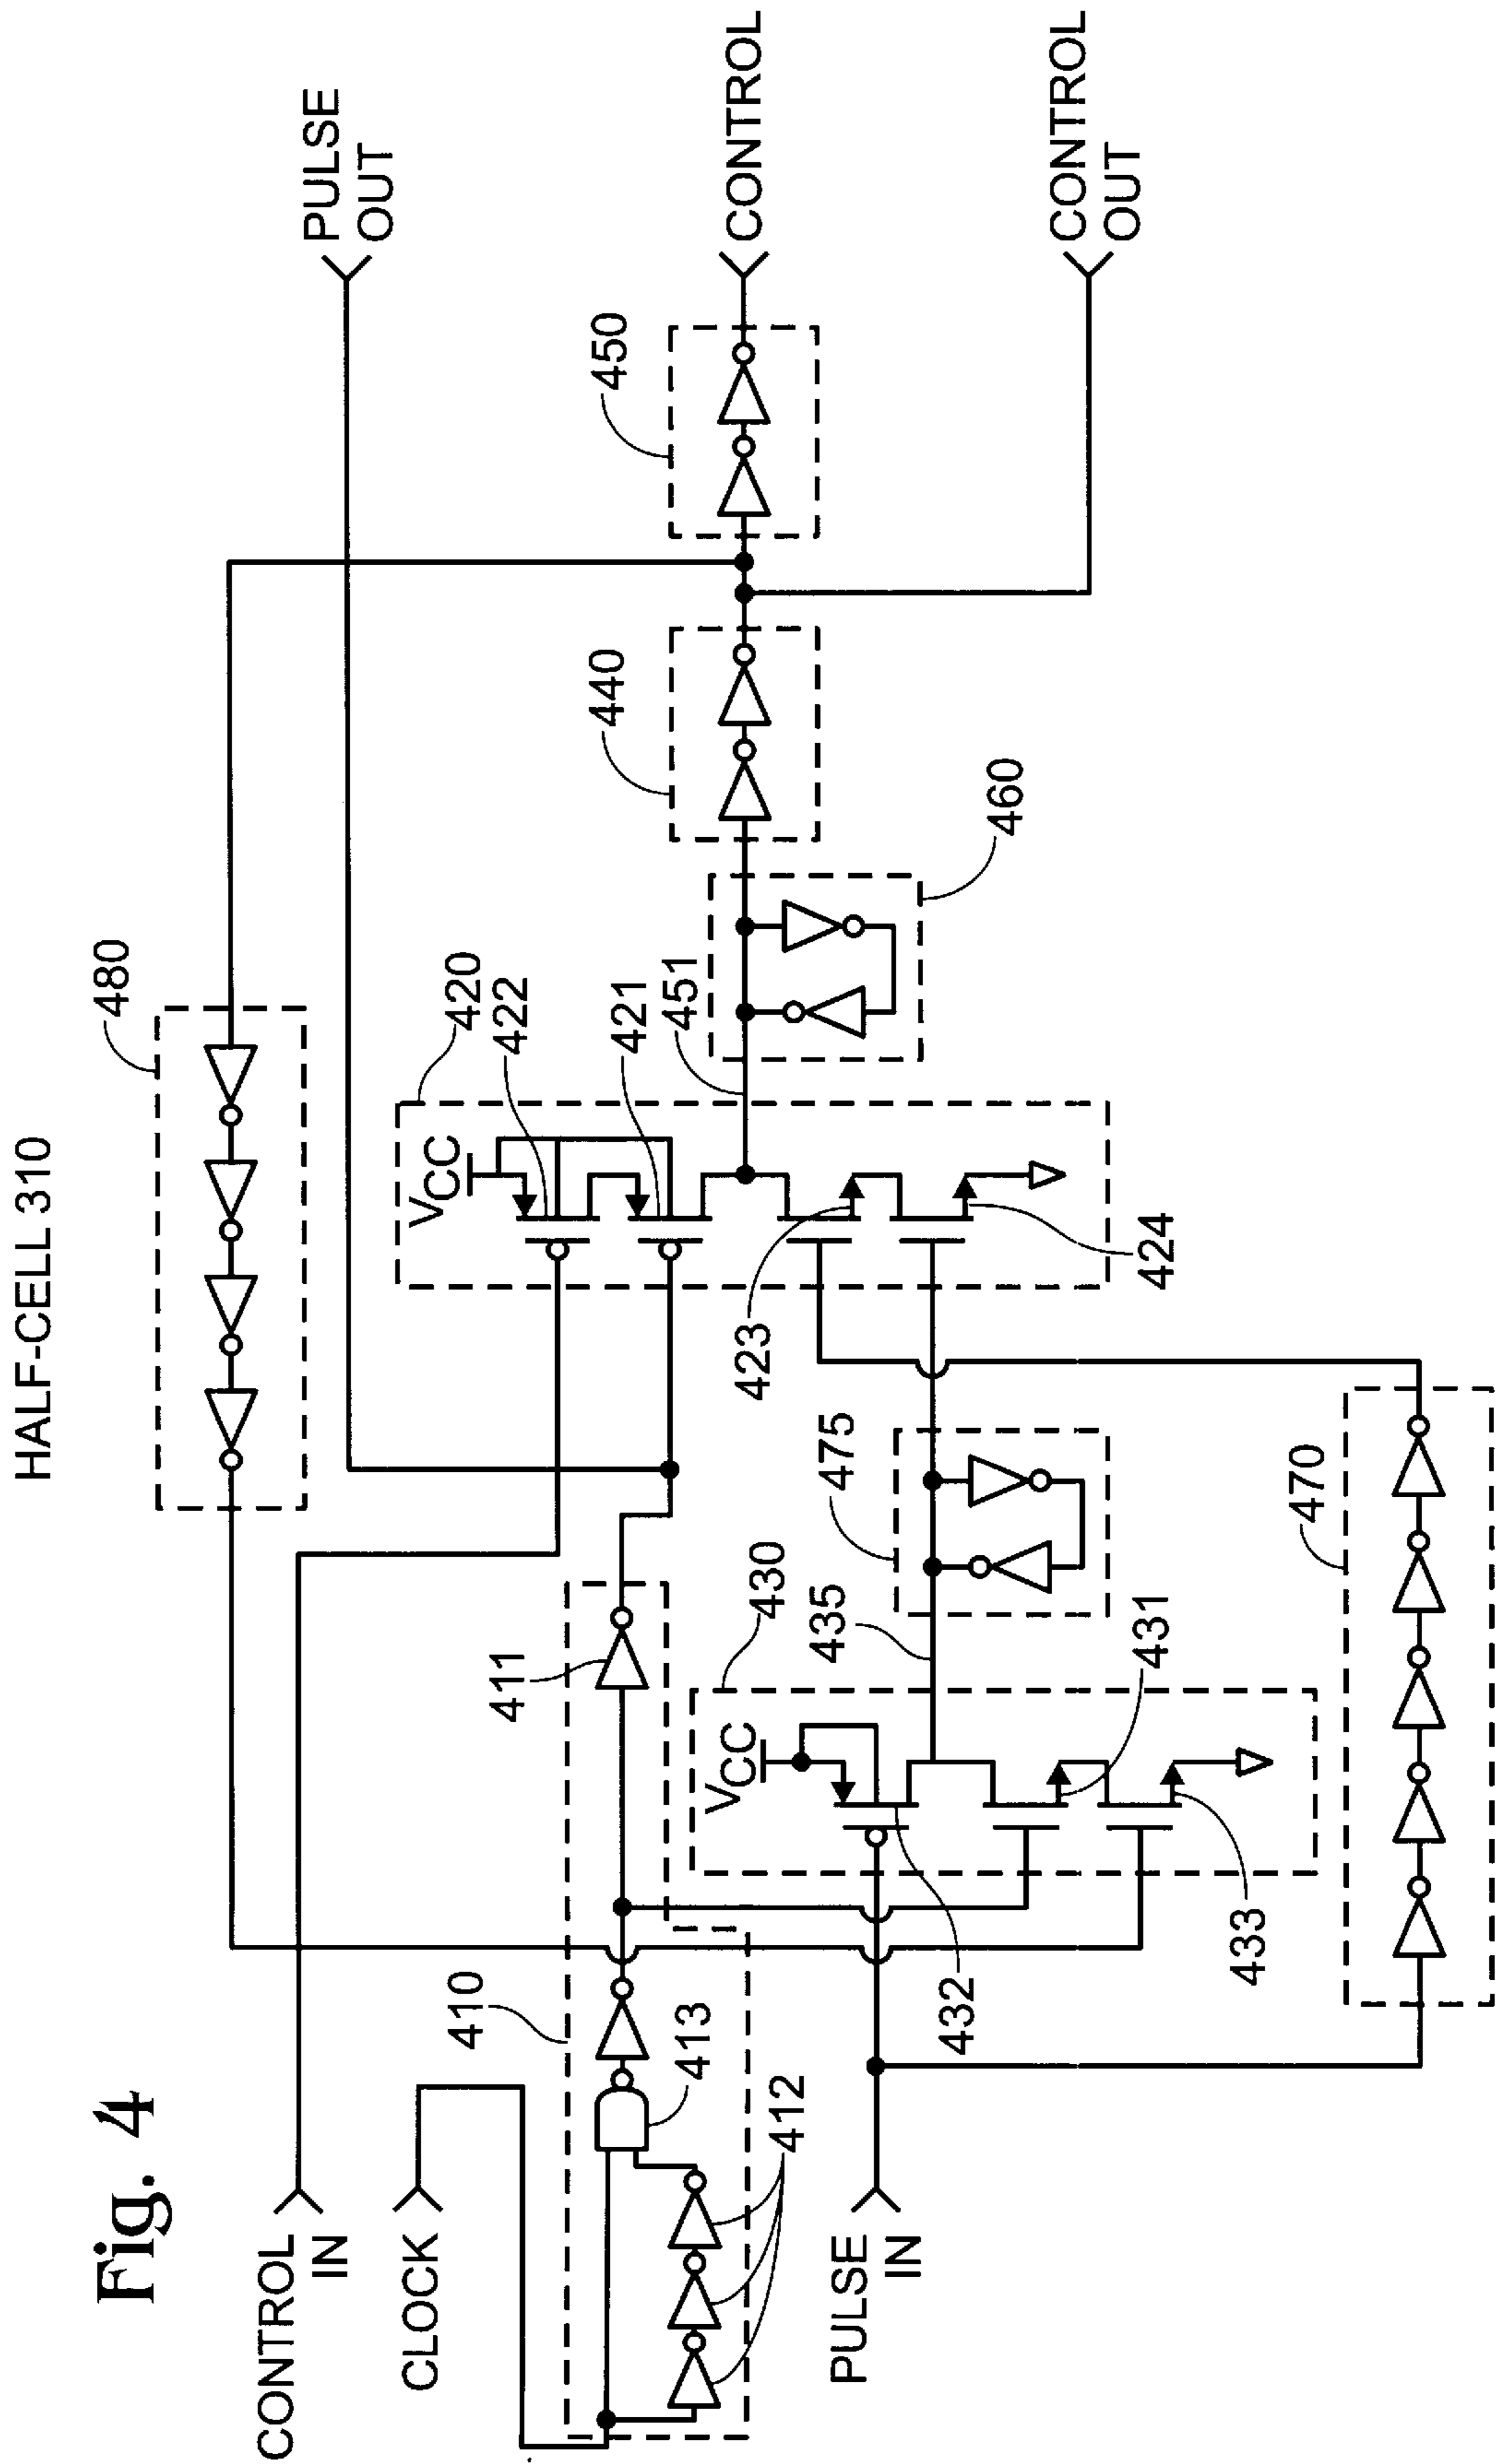 Fig. 4
HALF-CELL 310
CONTROL
IN
CLOCK
PULSE
IN
PULSE
OUT
CONTROL
CONTROL
OUT
480
410
411
412
413
420
VCC
422
421
451
423
424
430
VCC
435
431
432
433
475
470
460
440
450